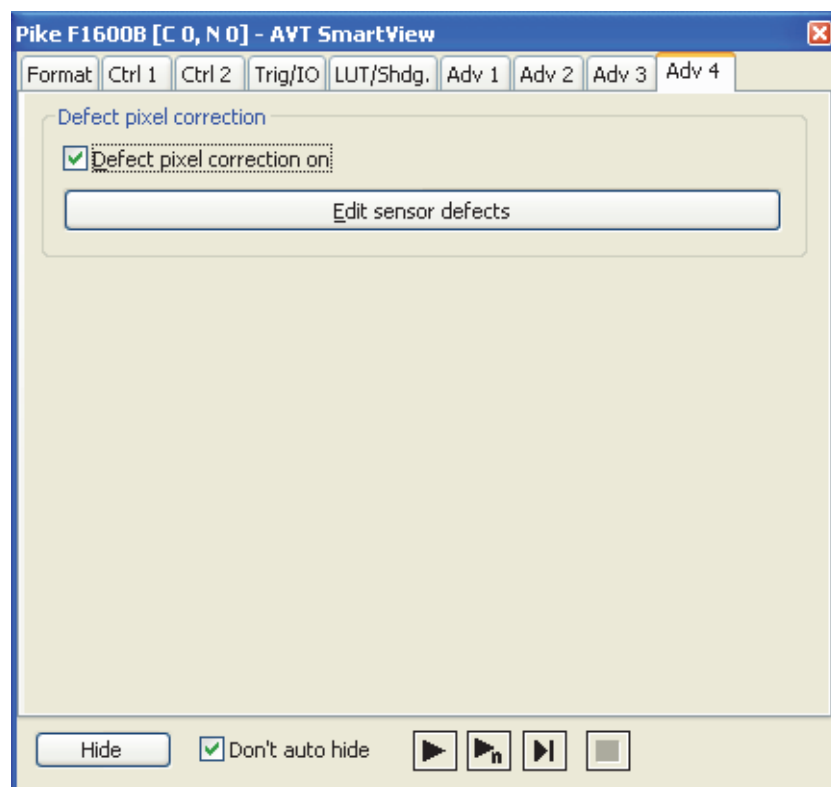 Pike F1600B [C 0, N 0] - AVT SmartView
Format Ctrl 1 Ctrl 2 Trig/IO LUT/Shdg. Adv 1 Adv 2 Adv 3 Adv 4
Defect pixel correction
Defect pixel correction on
Edit sensor defects
Hide Don't auto hide n